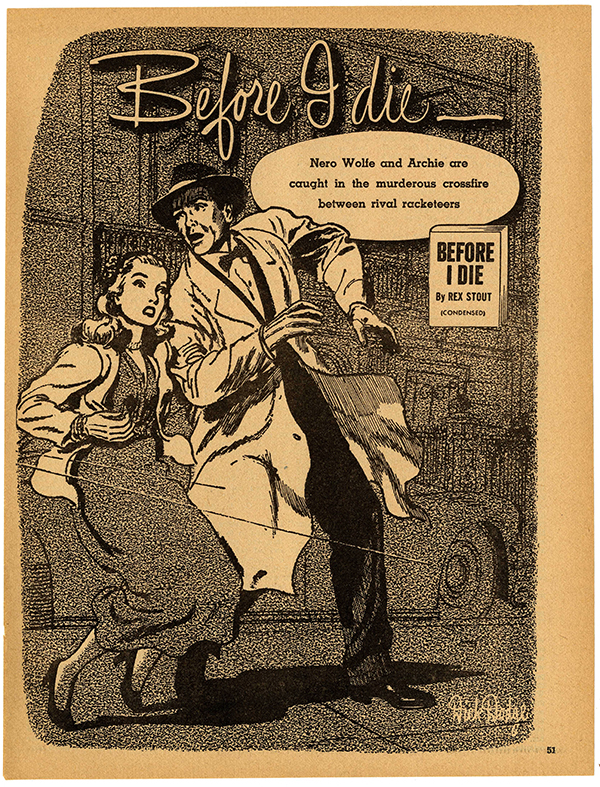 Before I die —
Nero Wolfe and Archie are
caught in the murderous crossfire
between rival racketeers
BEFORE
I DIE
By REX STOUT
(CONDENSED)
51